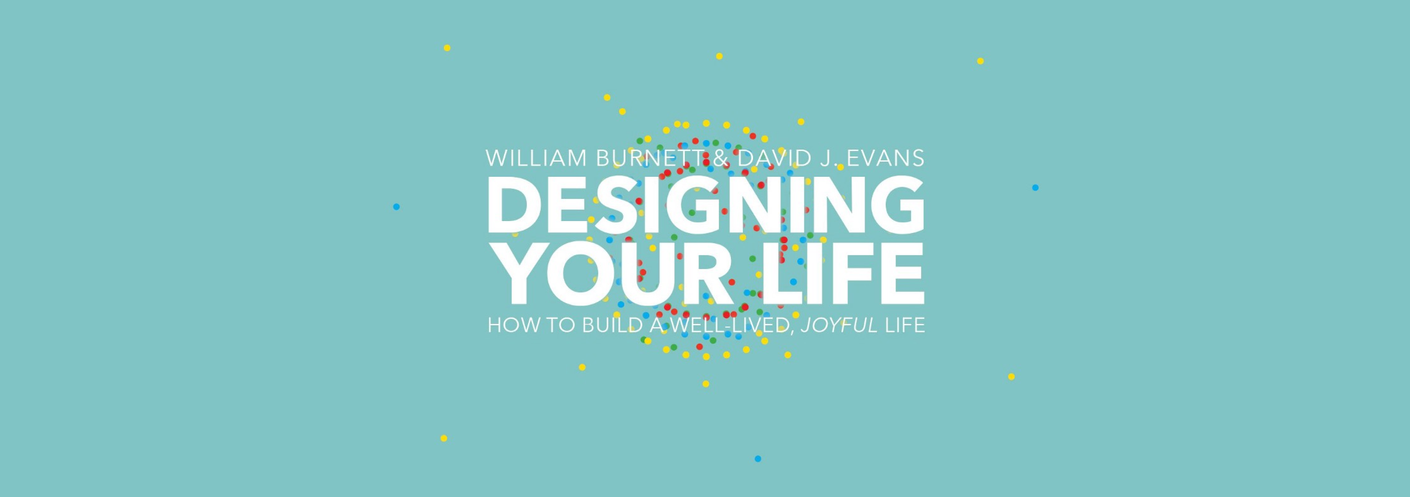 WILLIAM BURNETT & DAVID J. EVANS
DESIGNING
YOUR LIFE
HOW TO BUILD A WELL-LIVED, JOYFUL LIFE